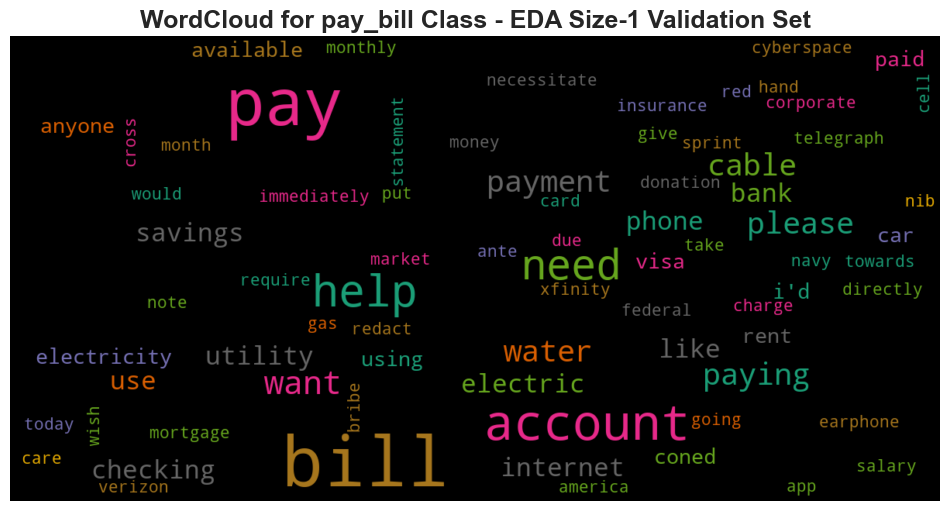 WordCloud for pay_bill Class - EDA Size-1 Validation Set
available
monthly
cyberspace
paid
pay
necessitate
red
hand
cell
insurance
corporate
anyone
cross
statement
month
money
give
sprint
telegraph
cable
payment
donation
bank
would
immediately
put
card
nib
savings
phone
please
due
take
car
ante
need
visa
market
navy
towards
require
help
xfinity
i'd
directly
note
federal
charge
gas
redact
rent
electricity
utility
using
water
like
use
want
electric
paying
bribe
today
wish
mortgage
account
going
earphone
care
checking
bill
internet
coned
salary
verizon
america
app